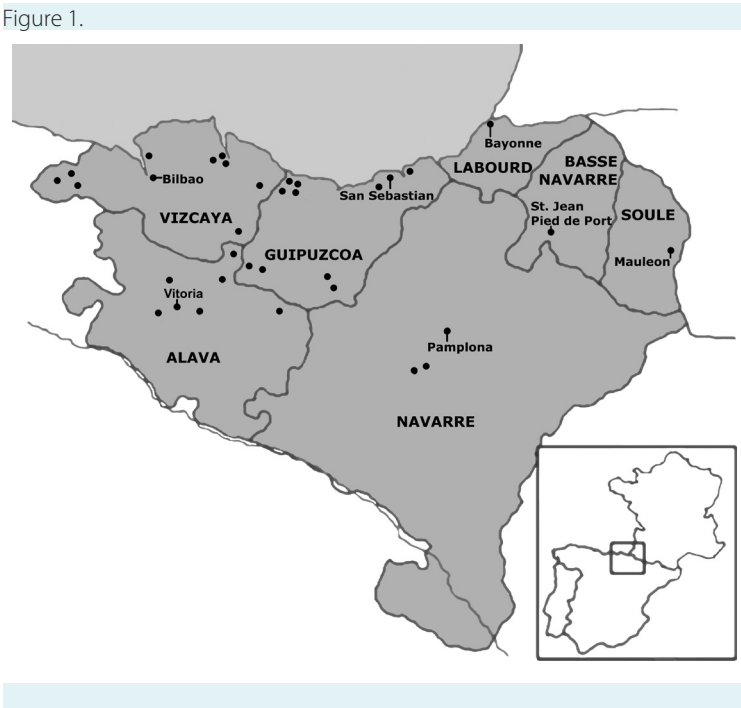 Figure 1.
Bayonne
LABOURD
BASSE
NAVARRE
Bilbao
San Sebastian
VIZCAYA
St. Jean
Pied de Port
SOULE
GUIPUZCOA
Mauleon
Vitoria
Pamplona
ALAVA
NAVARRE